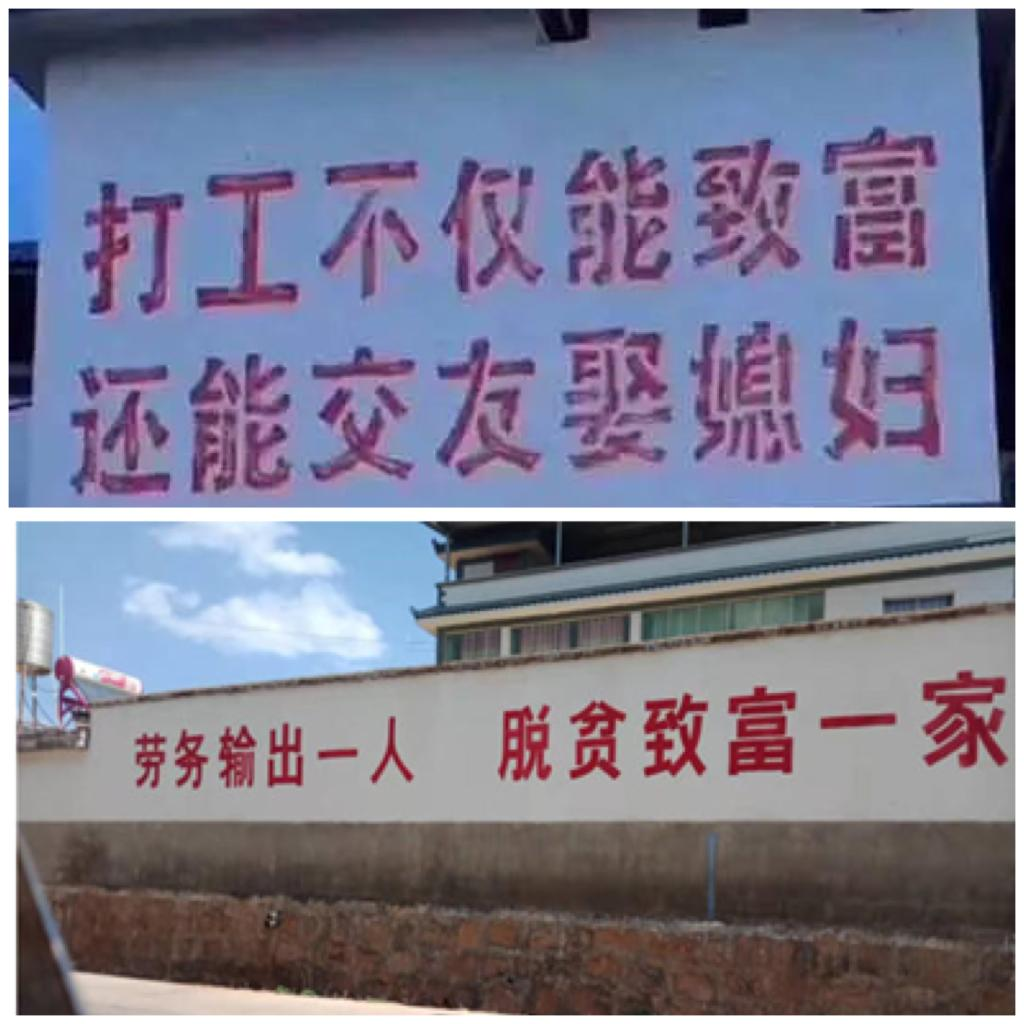 打工不仅能致富
还能交友娶媳妇
劳务输出一人 脱贫致富一家